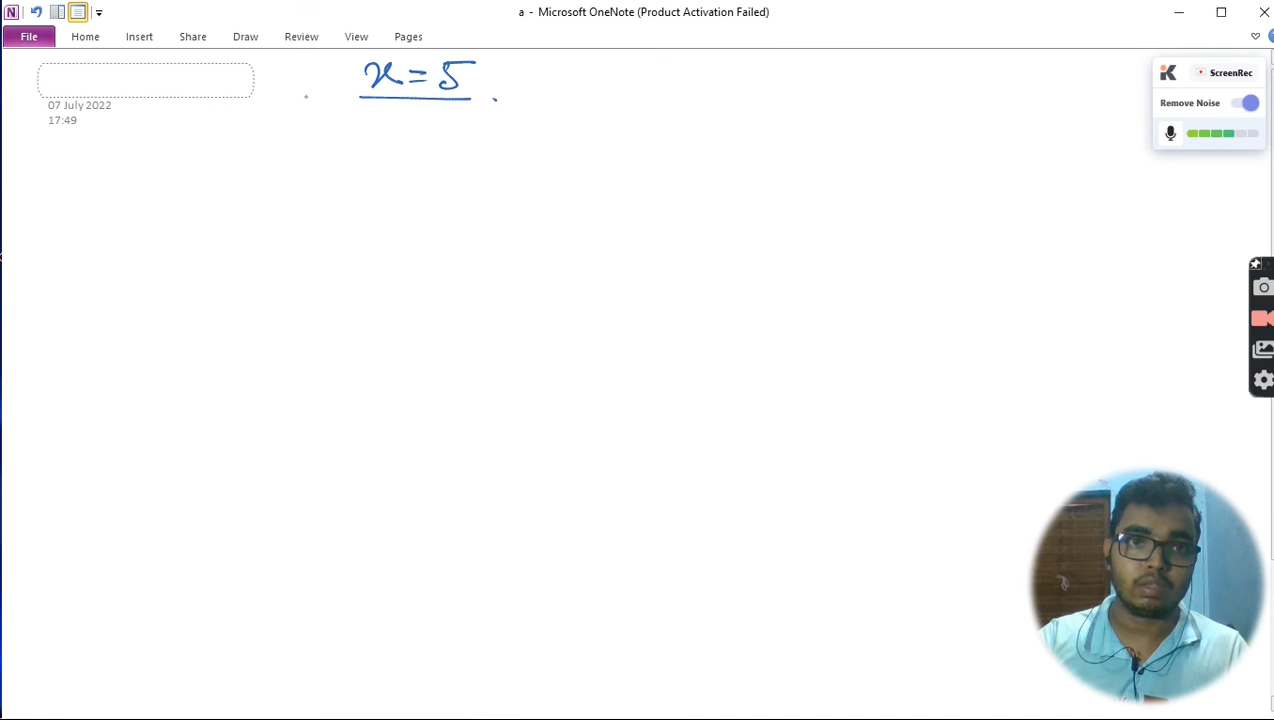 a - Microsoft OneNote (Product Activation Failed)
File Home Insert Share Draw Review View Pages
x = 5
07 July 2022
17:49
ScreenRec
Remove Noise